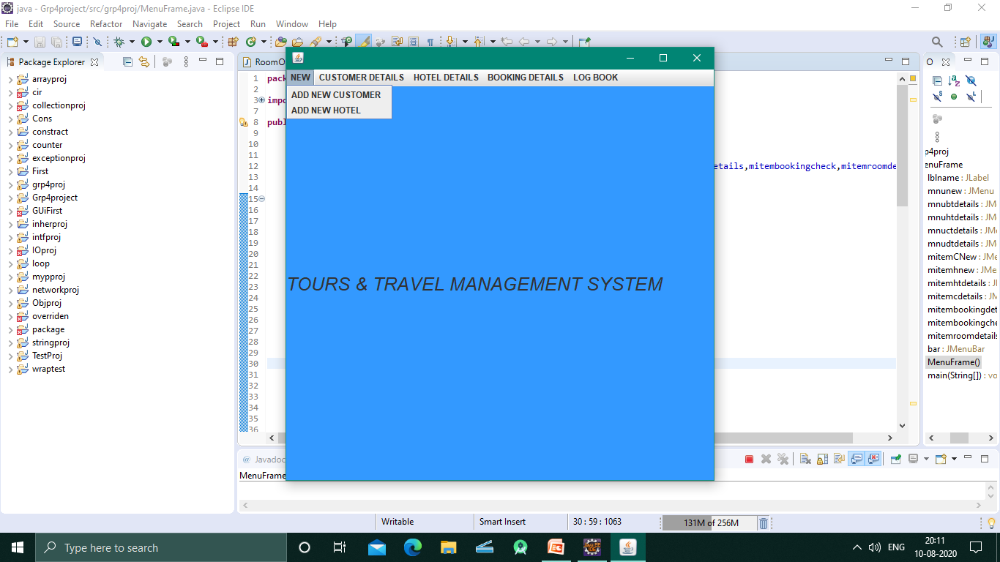 java - Grp4project/src/grp4proj/MenuFrame.java - Eclipse IDE
File Edit Source Refactor Navigate Search Project Run Window Help
Package Explorer
arrayproj
cir
collectionproj
Cons
constract
counter
exceptionproj
First
grp4proj
Grp4project
GUiFirst
inherproj
intfproj
IOproj
loop
mypproj
networkproj
Objproj
overriden
package
stringproj
TestProj
wraptest
RoomO
1 pack
2
3 impo
7
8 publ
9
10
11
12 etails,mitembookingcheck,mitemroomde
13
14
15
16
17
18
19
20
21
22
23
24
25
26
27
28
29
30
31
32
33
34
35
36
NEW CUSTOMER DETAILS HOTEL DETAILS BOOKING DETAILS LOG BOOK
ADD NEW CUSTOMER
ADD NEW HOTEL
TOURS & TRAVEL MANAGEMENT SYSTEM
O
p4proj
enuFrame
lblname : JLabel
mnunew : JMenu
mnubtdetails : JM
mnuhtdetails : JM
mnuctdetails : JMe
mnudtdetails : JM
mitemCNew : JMe
mitemhnew : JMe
mitemhtdetails : JM
mitemcdetails : JM
mitembookingdet
mitembookingche
mitemroomdetails
bar : JMenuBar
MenuFrame()
main(String[]) : vo
@ Javadoc
MenuFrame
Writable Smart Insert 30 : 59 : 1063 131M of 256M
Type here to search
ENG
20:11
10-08-2020